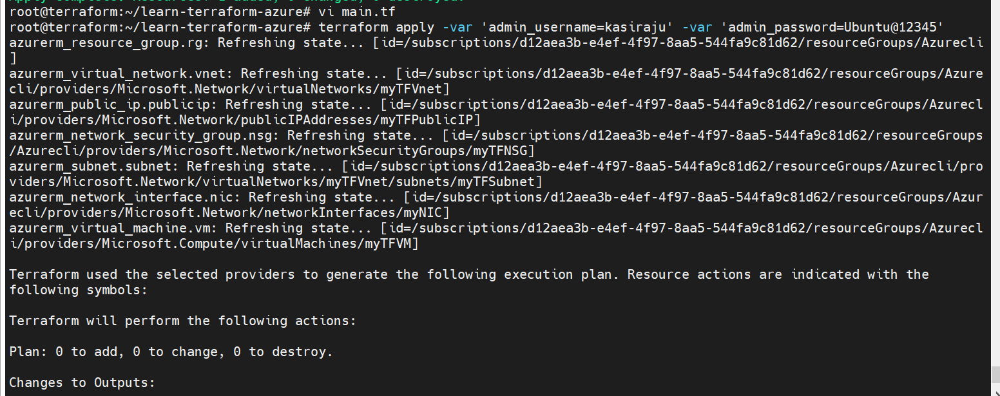 root@terraform:~/learn-terraform-azure# vi main.tf
root@terraform:~/learn-terraform-azure# terraform apply -var 'admin_username=kasiraju' -var 'admin_password=Ubuntu@12345'
azurerm_resource_group.rg: Refreshing state... [id=/subscriptions/d12aea3b-e4ef-4f97-8aa5-544fa9c81d62/resourceGroups/Azurecli
]
azurerm_virtual_network.vnet: Refreshing state... [id=/subscriptions/d12aea3b-e4ef-4f97-8aa5-544fa9c81d62/resourceGroups/Azure
cli/providers/Microsoft.Network/virtualNetworks/myTFVnet]
azurerm_public_ip.publicip: Refreshing state... [id=/subscriptions/d12aea3b-e4ef-4f97-8aa5-544fa9c81d62/resourceGroups/Azurecl
i/providers/Microsoft.Network/publicIPAddresses/myTFPublicIP]
azurerm_network_security_group.nsg: Refreshing state... [id=/subscriptions/d12aea3b-e4ef-4f97-8aa5-544fa9c81d62/resourceGroups
/Azurecli/providers/Microsoft.Network/networkSecurityGroups/myTFNSG]
azurerm_subnet.subnet: Refreshing state... [id=/subscriptions/d12aea3b-e4ef-4f97-8aa5-544fa9c81d62/resourceGroups/Azurecli/pro
viders/Microsoft.Network/virtualNetworks/myTFVnet/subnets/myTFSubnet]
azurerm_network_interface.nic: Refreshing state... [id=/subscriptions/d12aea3b-e4ef-4f97-8aa5-544fa9c81d62/resourceGroups/Azur
ecli/providers/Microsoft.Network/networkInterfaces/myNIC]
azurerm_virtual_machine.vm: Refreshing state... [id=/subscriptions/d12aea3b-e4ef-4f97-8aa5-544fa9c81d62/resourceGroups/Azurecl
i/providers/Microsoft.Compute/virtualMachines/myTFVM]
Terraform used the selected providers to generate the following execution plan. Resource actions are indicated with the
following symbols:
Terraform will perform the following actions:
Plan: 0 to add, 0 to change, 0 to destroy.
Changes to Outputs: